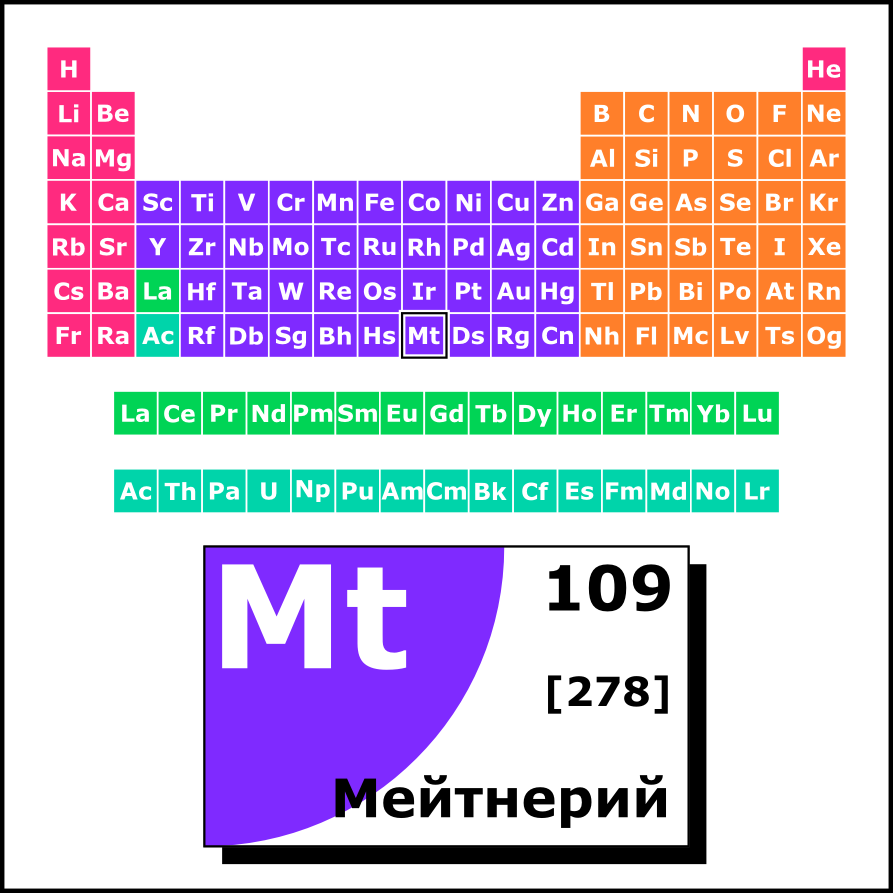 H He
Li Be B C N O F Ne
Na Mg Al Si P S Cl Ar
K Ca Sc Ti V Cr Mn Fe Co Ni Cu Zn Ga Ge As Se Br Kr
Rb Sr Y Zr Nb Mo Tc Ru Rh Pd Ag Cd In Sn Sb Te I Xe
Cs Ba La Hf Ta W Re Os Ir Pt Au Hg Tl Pb Bi Po At Rn
Fr Ra Ac Rf Db Sg Bh Hs Mt Ds Rg Cn Nh Fl Mc Lv Ts Og
La Ce Pr Nd Pm Sm Eu Gd Tb Dy Ho Er Tm Yb Lu
Ac Th Pa U Np Pu Am Cm Bk Cf Es Fm Md No Lr
Mt 109
[278]
Мейтнерий